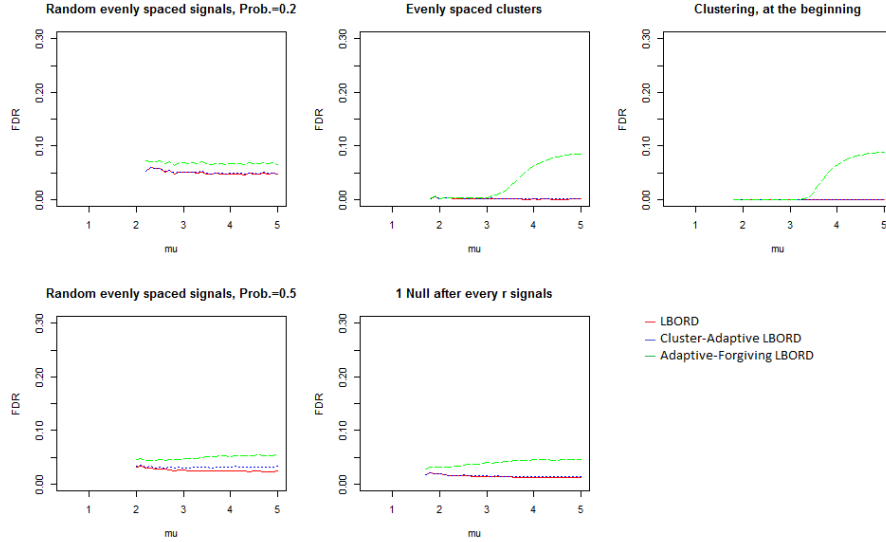 Random evenly spaced signals, Prob.=0.2
FDR
0.30
0.20
0.10
0.00
1 2 3 4 5
mu
Evenly spaced clusters
FDR
0.30
0.20
0.10
0.00
1 2 3 4 5
mu
Clustering, at the beginning
FDR
0.30
0.20
0.10
0.00
1 2 3 4 5
mu
Random evenly spaced signals, Prob.=0.5
FDR
0.30
0.20
0.10
0.00
1 2 3 4 5
mu
1 Null after every r signals
FDR
0.30
0.20
0.10
0.00
1 2 3 4 5
mu
LBORD
Cluster-Adaptive LBORD
Adaptive-Forgiving LBORD